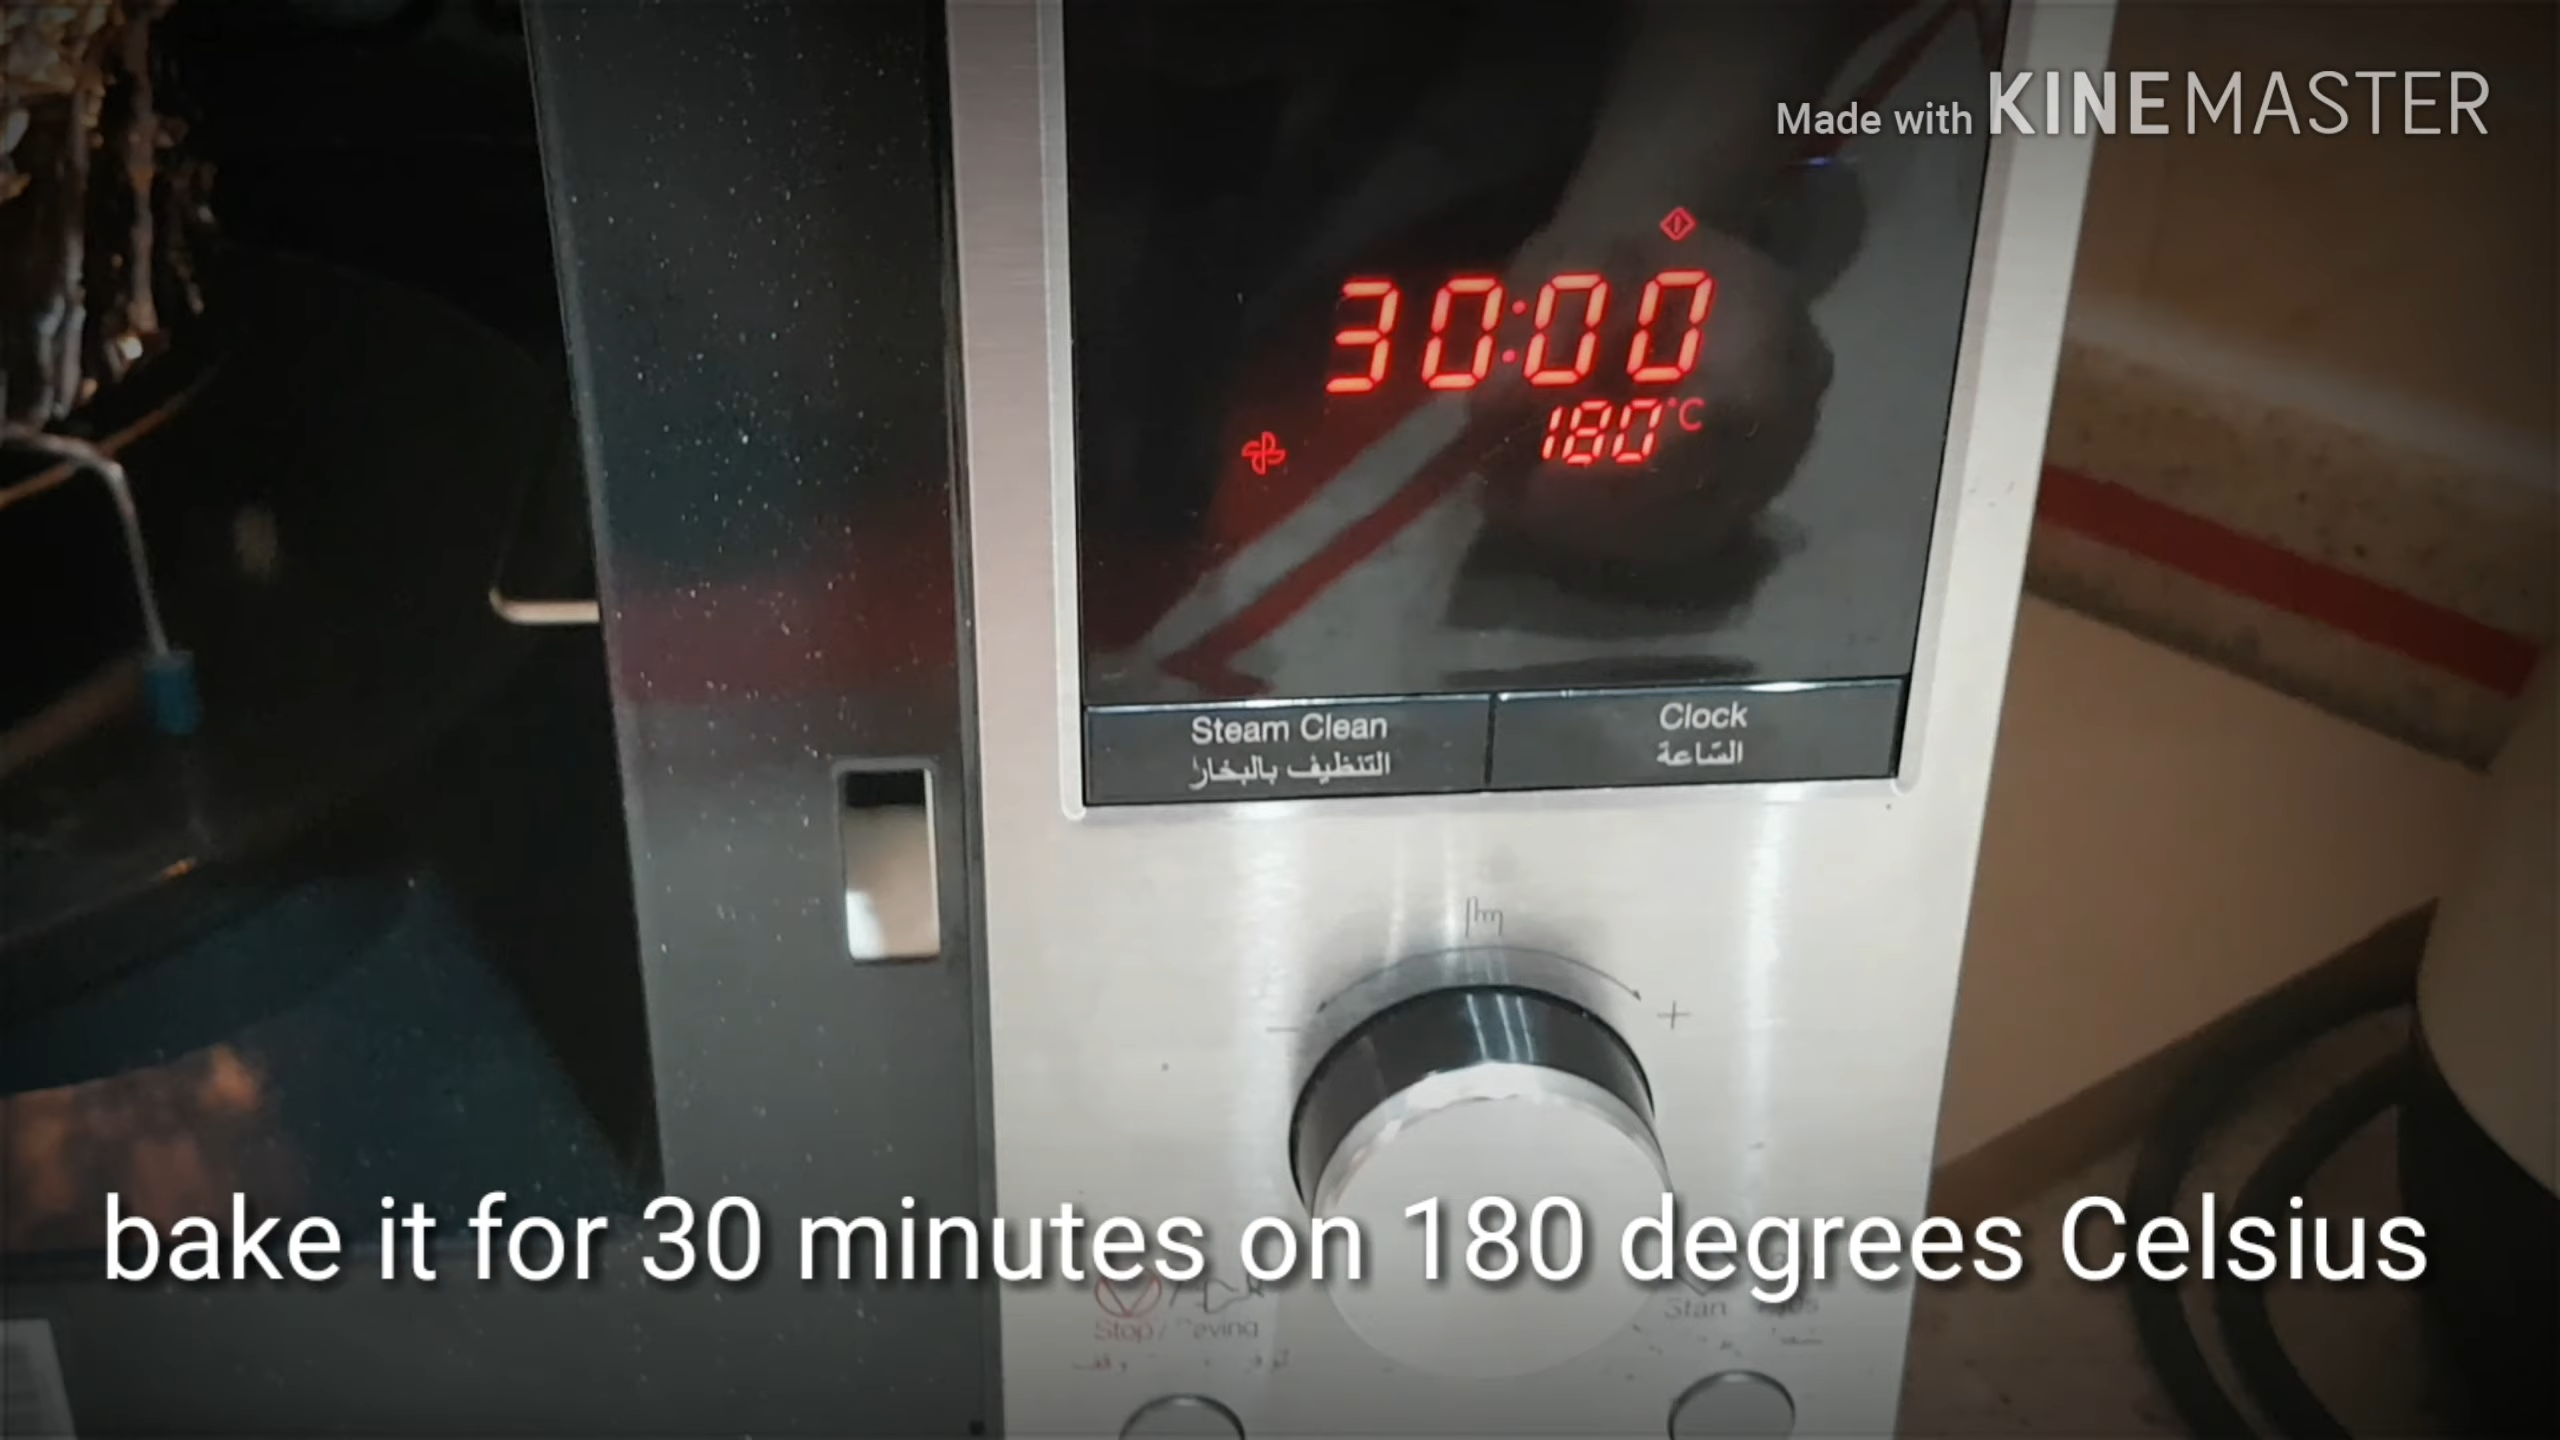 Made with KINEMASTER
30:00
180°C
Steam Clean
التنظيف بالبخار
Clock
السّاعة
- +
bake it for 30 minutes on 180 degrees Celsius
Stop/